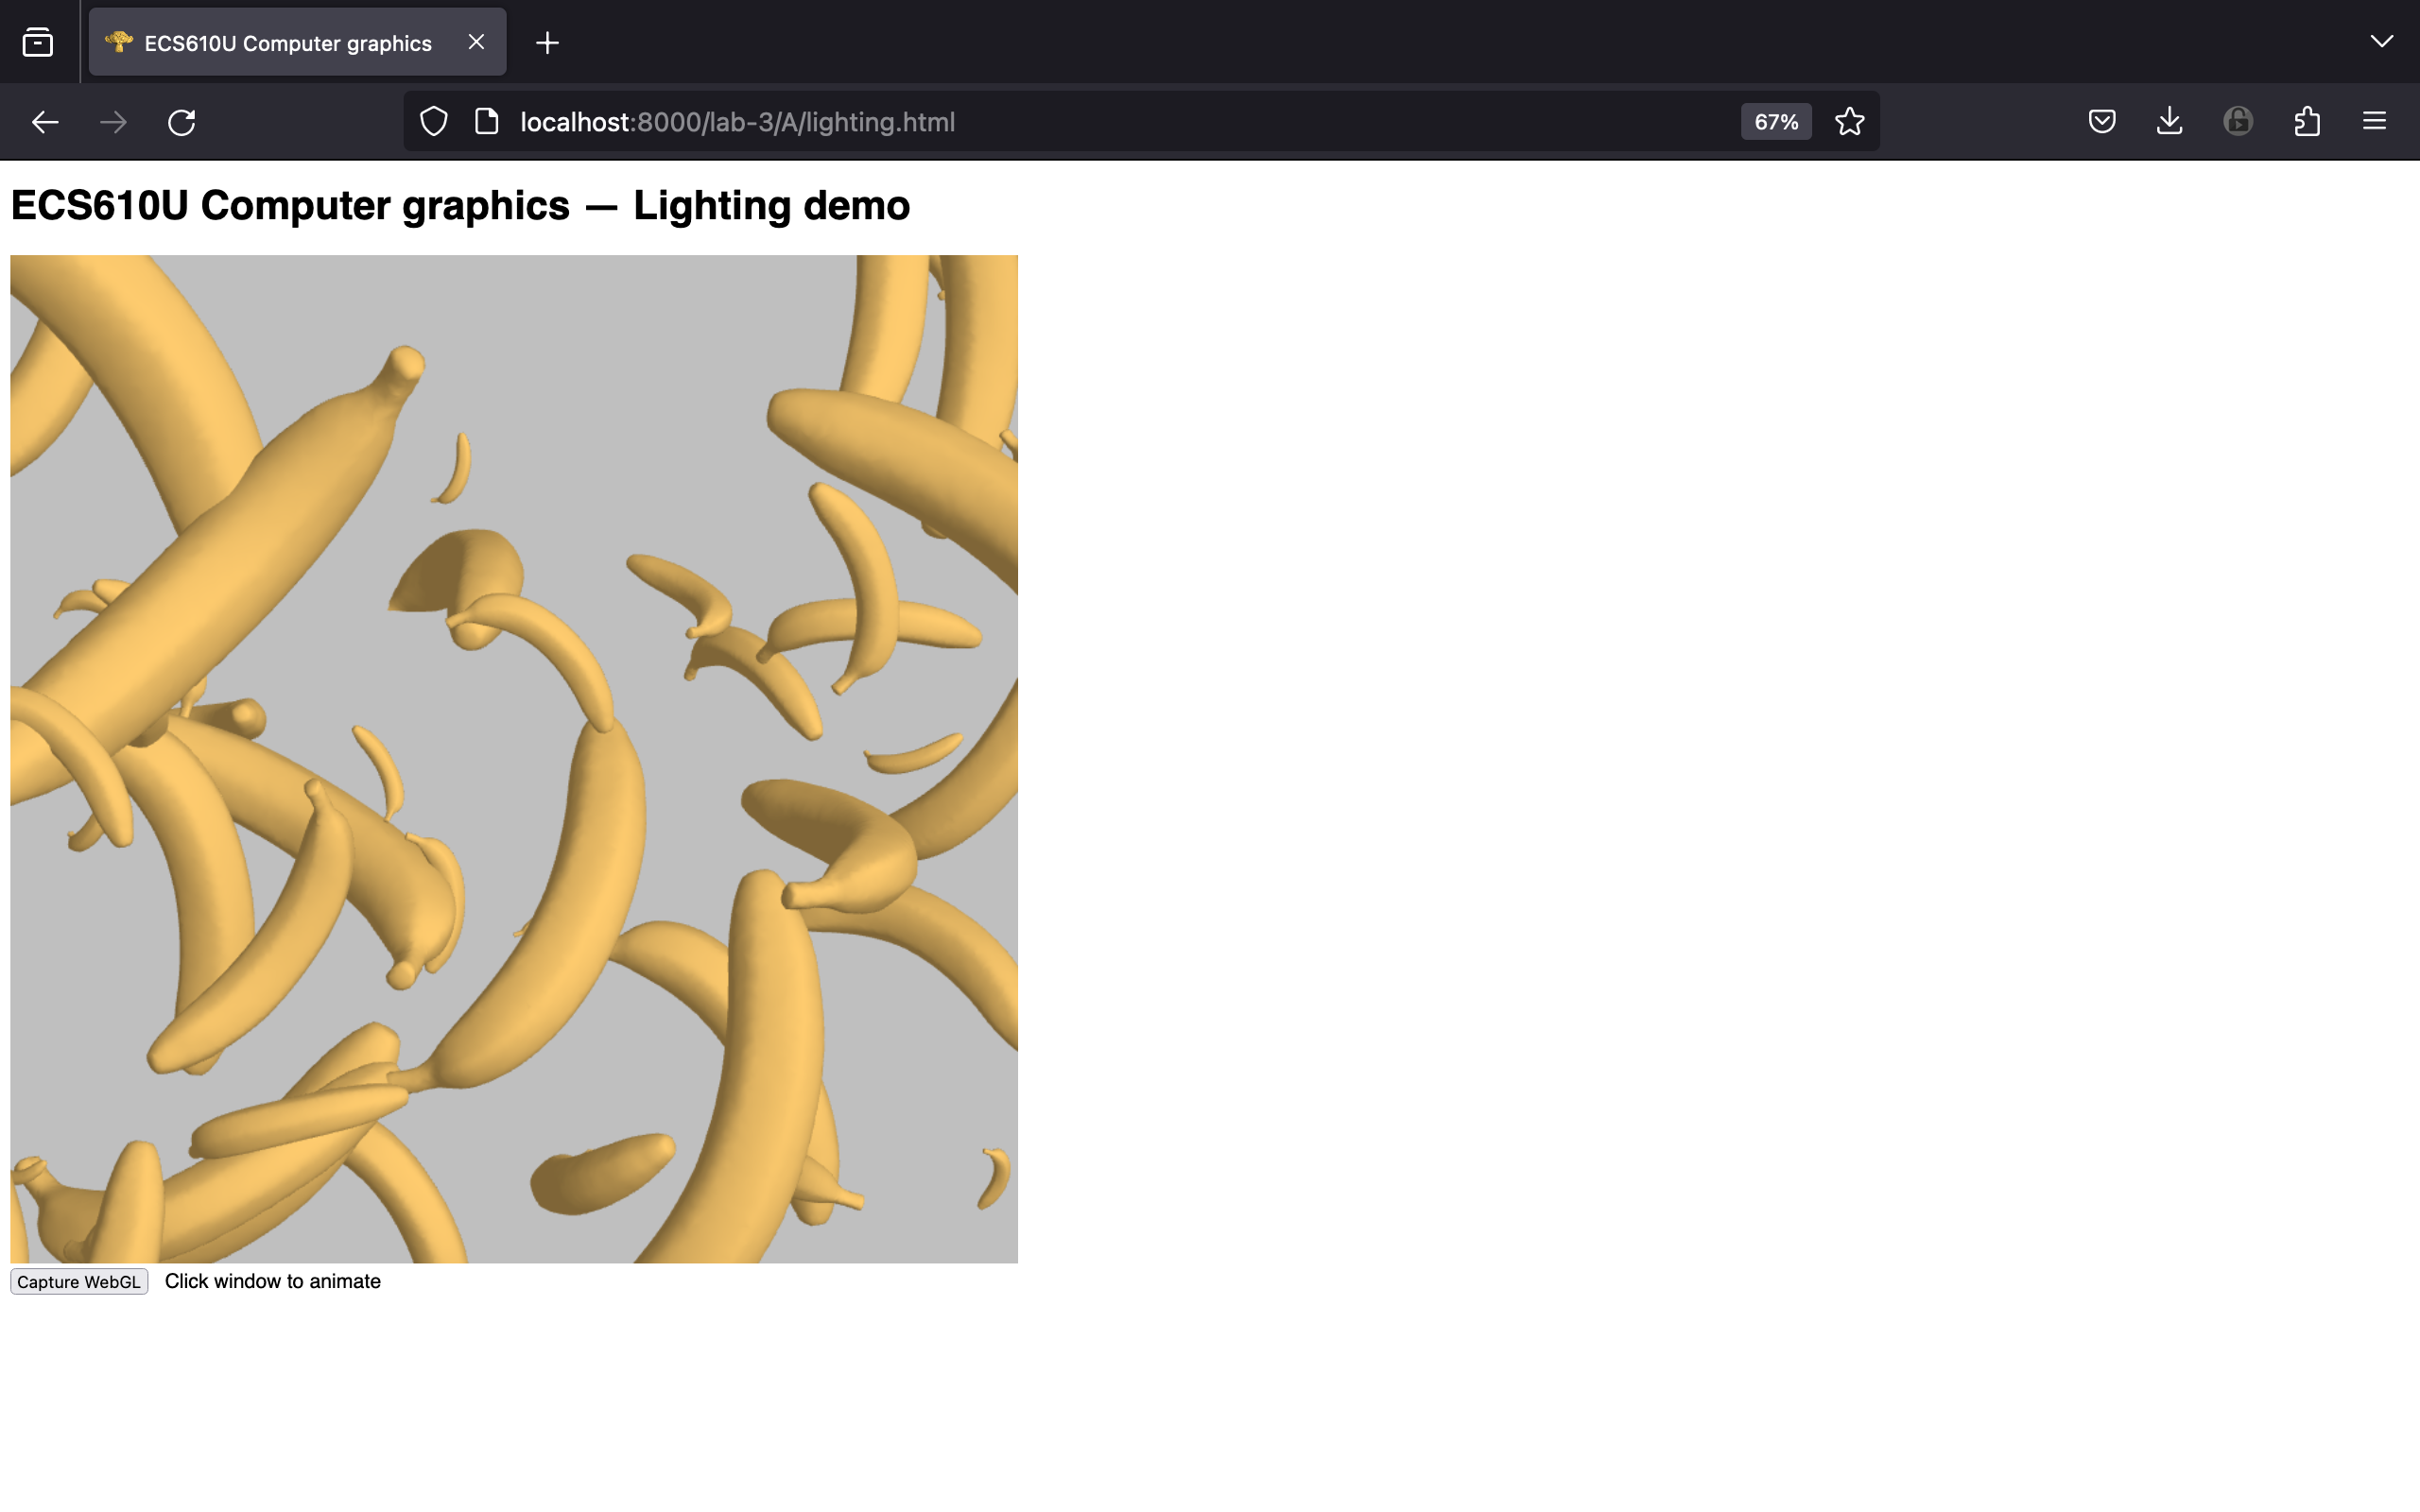 ECS610U Computer graphics
localhost:8000/lab-3/A/lighting.html
67%
ECS610U Computer graphics — Lighting demo
Capture WebGL
Click window to animate